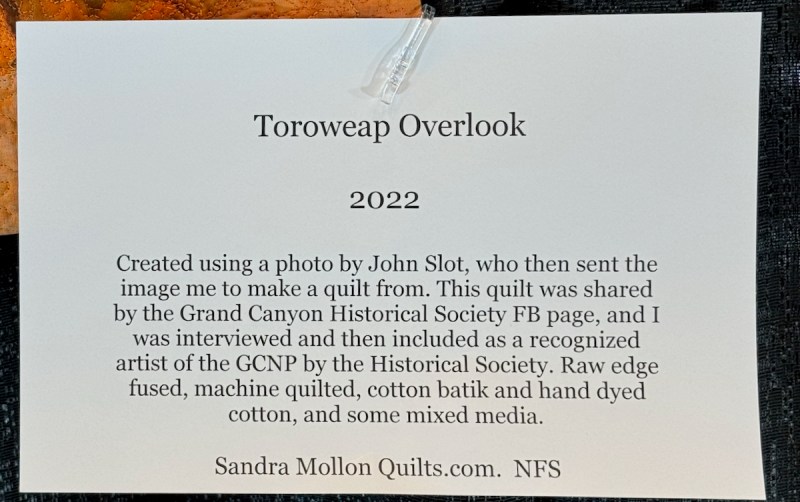 Toroweap Overlook
2022
Created using a photo by John Slot, who then sent the
image me to make a quilt from. This quilt was shared
by the Grand Canyon Historical Society FB page, and I
was interviewed and then included as a recognized
artist of the GCNP by the Historical Society. Raw edge
fused, machine quilted, cotton batik and hand dyed
cotton, and some mixed media.
Sandra Mollon Quilts.com.  NFS